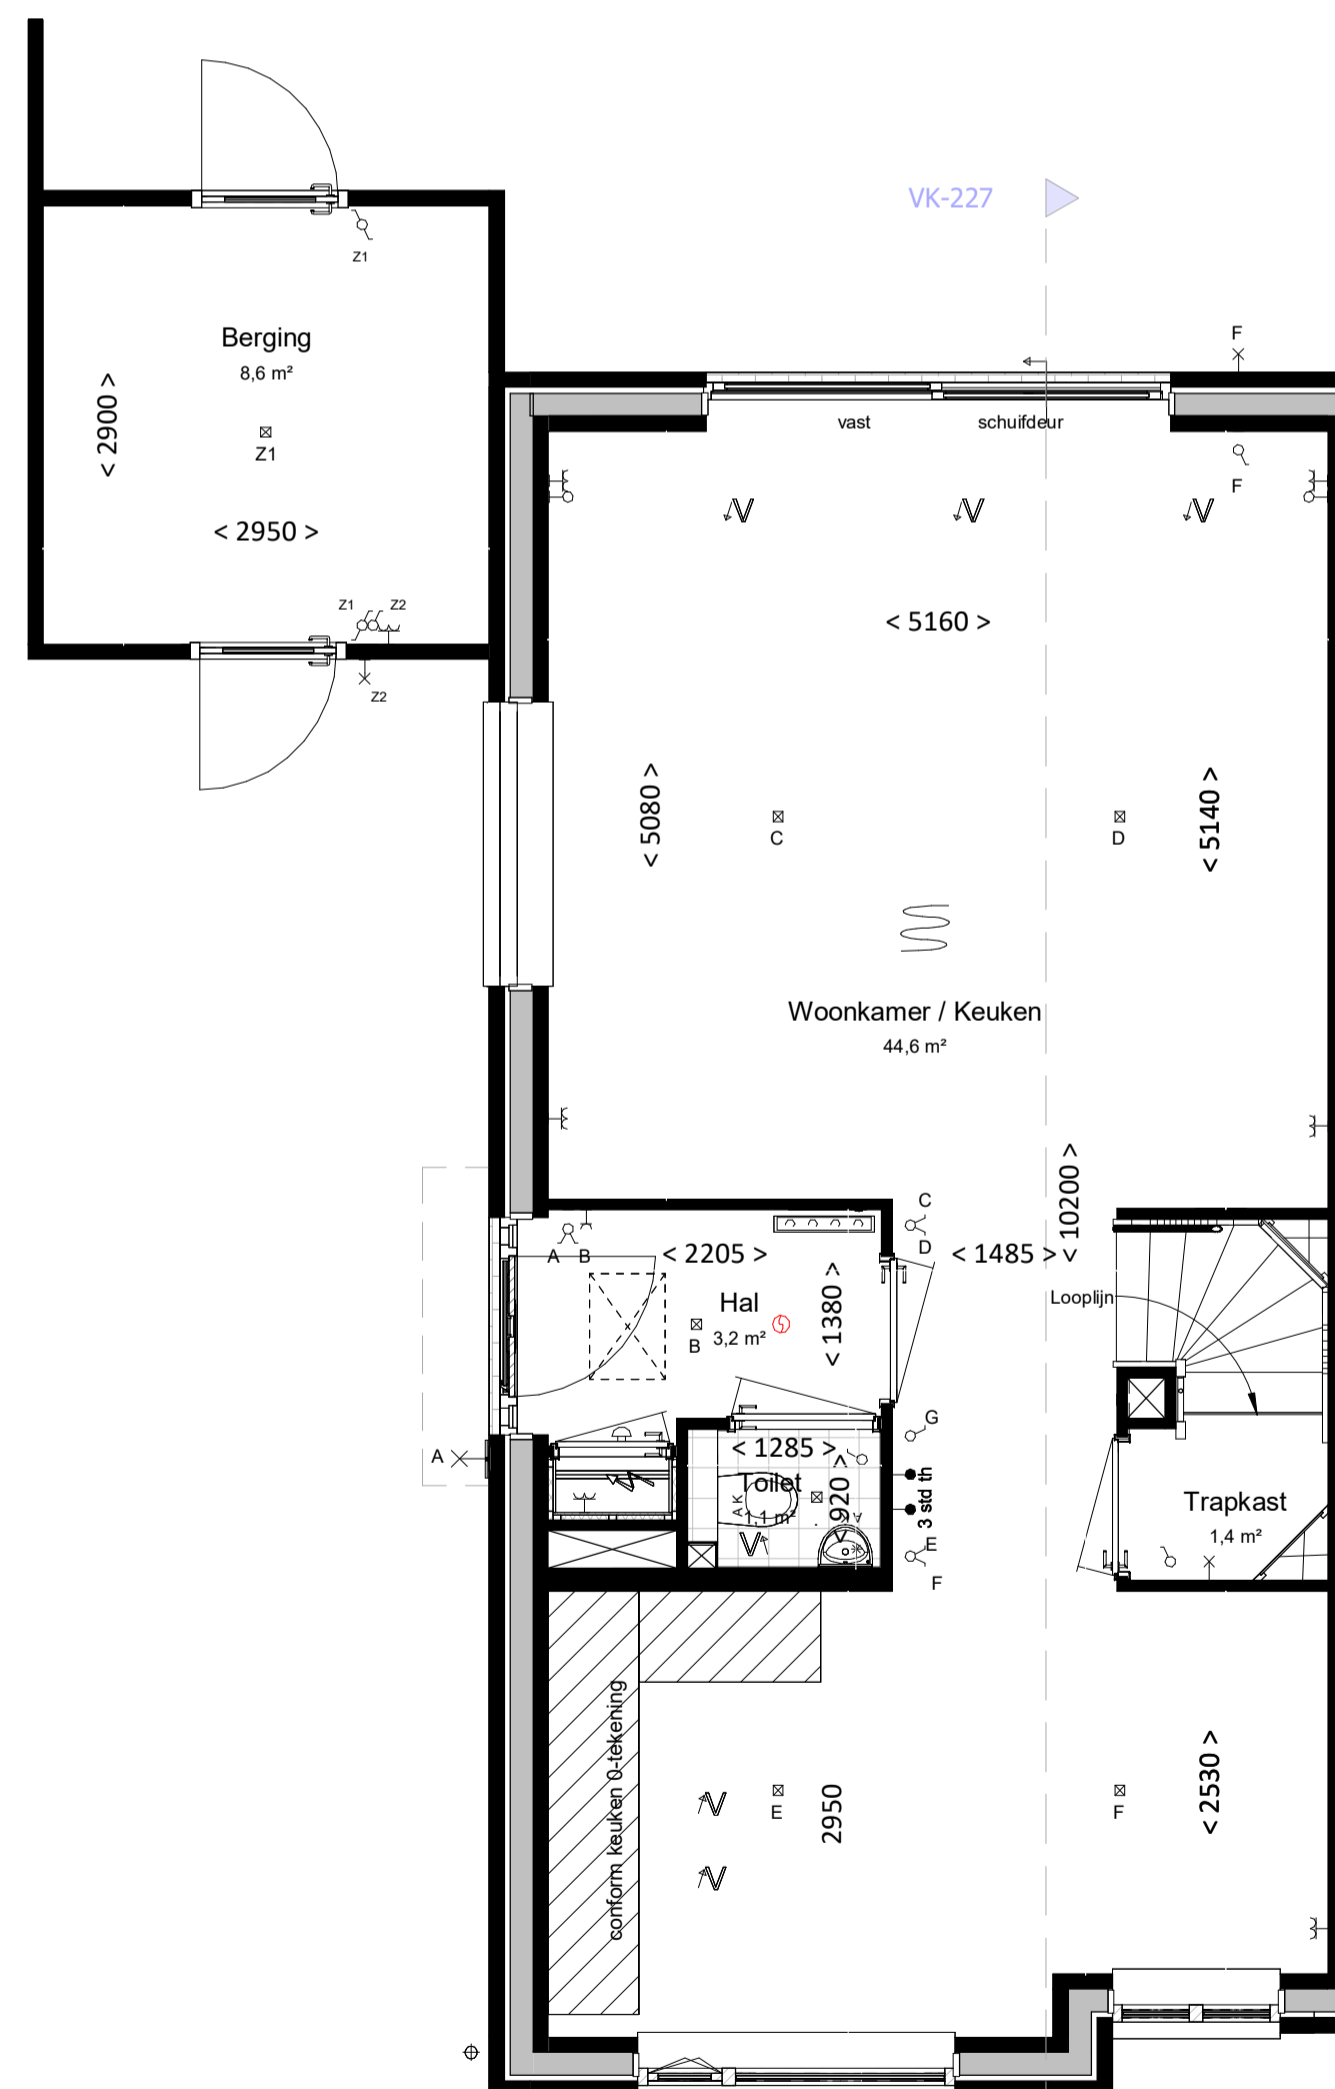 VK-227
Z1
Berging
8,6 m²
< 2900 >
Z1
< 2950 >
Z1
Z2
Z2
F
vast
schuifdeur
F
V
V
V
< 5160 >
< 5080 >
C
D
< 5140 >
Woonkamer / Keuken
44,6 m²
< 10200 >
C
D
A
B
< 2205 >
< 1485 >
Hal
3,2 m²
B
< 1380 >
Looplijn
A
G
< 1285 >
Toilet
1,1 m²
AK
< 920 >
3 std th
V
E
F
Trapkast
1,4 m²
conform keuken 0-tekening
V
V
E
2950
F
< 2530 >